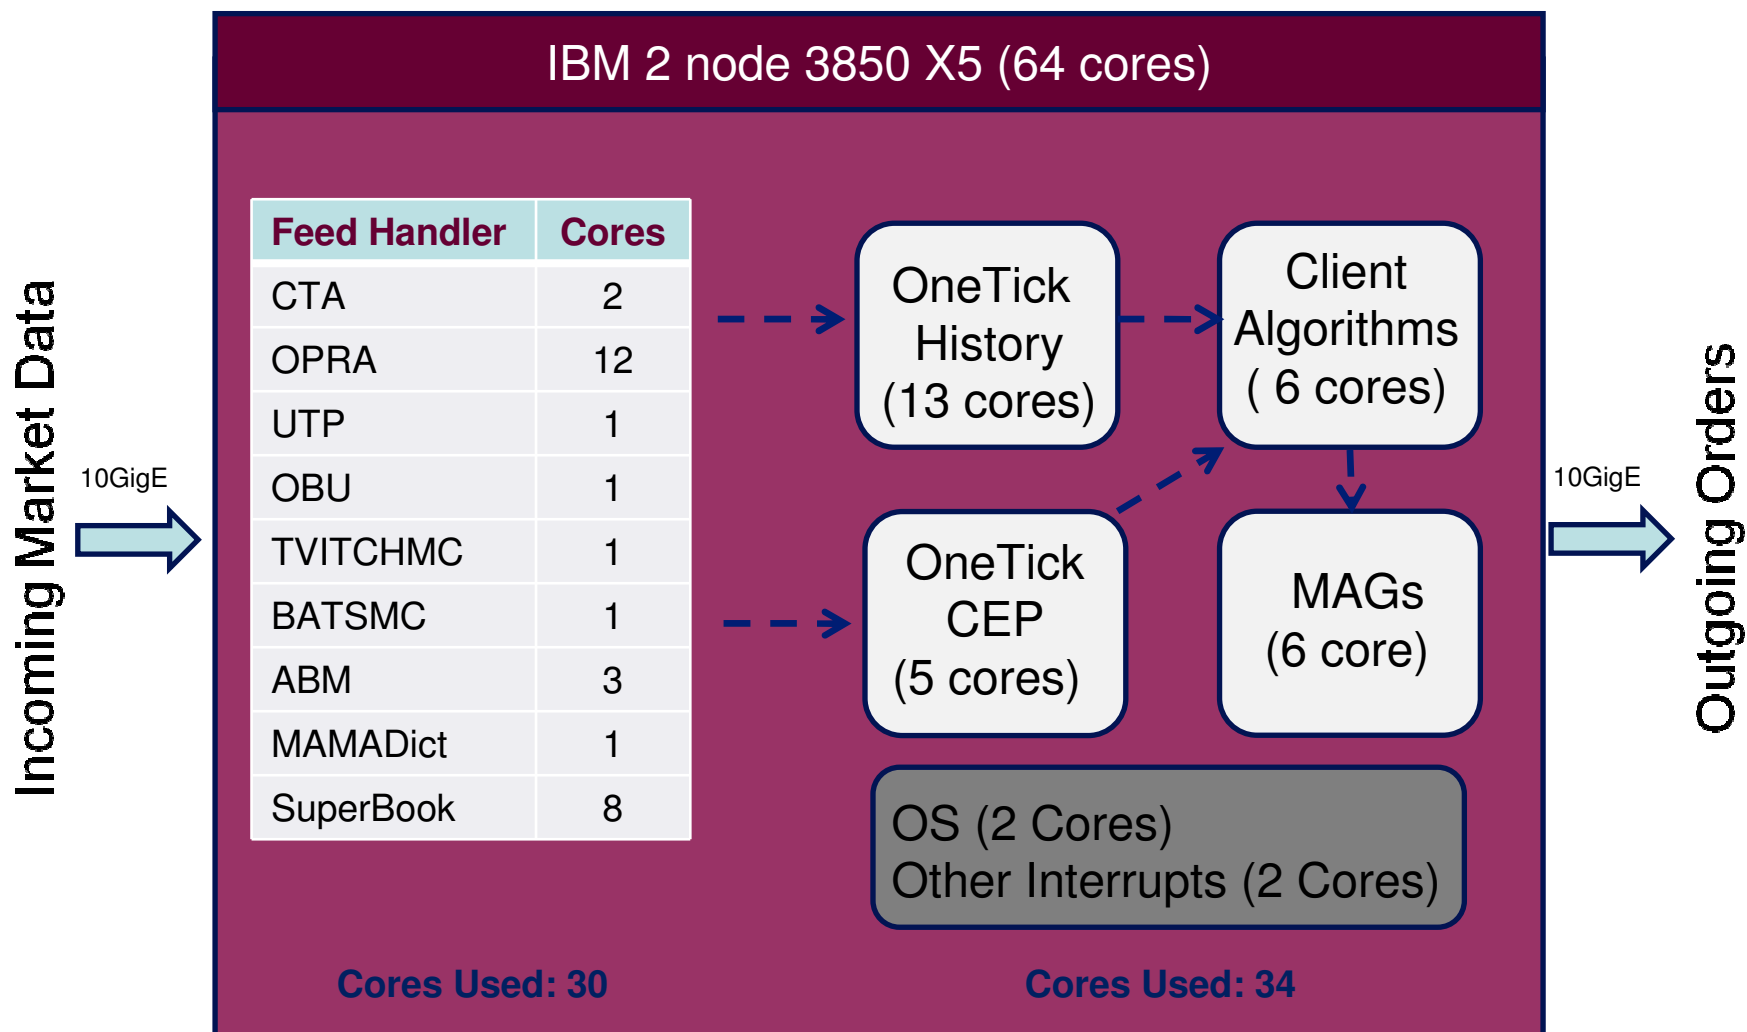 IBM 2 node 3850 X5 (64 cores)
Incoming Market Data
10GigE
Feed Handler Cores
CTA 2
OPRA 12
UTP 1
OBU 1
TVITCHMC 1
BATSMC 1
ABM 3
MAMADict 1
SuperBook 8
Cores Used: 30
OneTick
History
(13 cores)
Client
Algorithms
( 6 cores)
OneTick
CEP
(5 cores)
MAGs
(6 core)
OS (2 Cores)
Other Interrupts (2 Cores)
Cores Used: 34
10GigE
Outgoing Orders